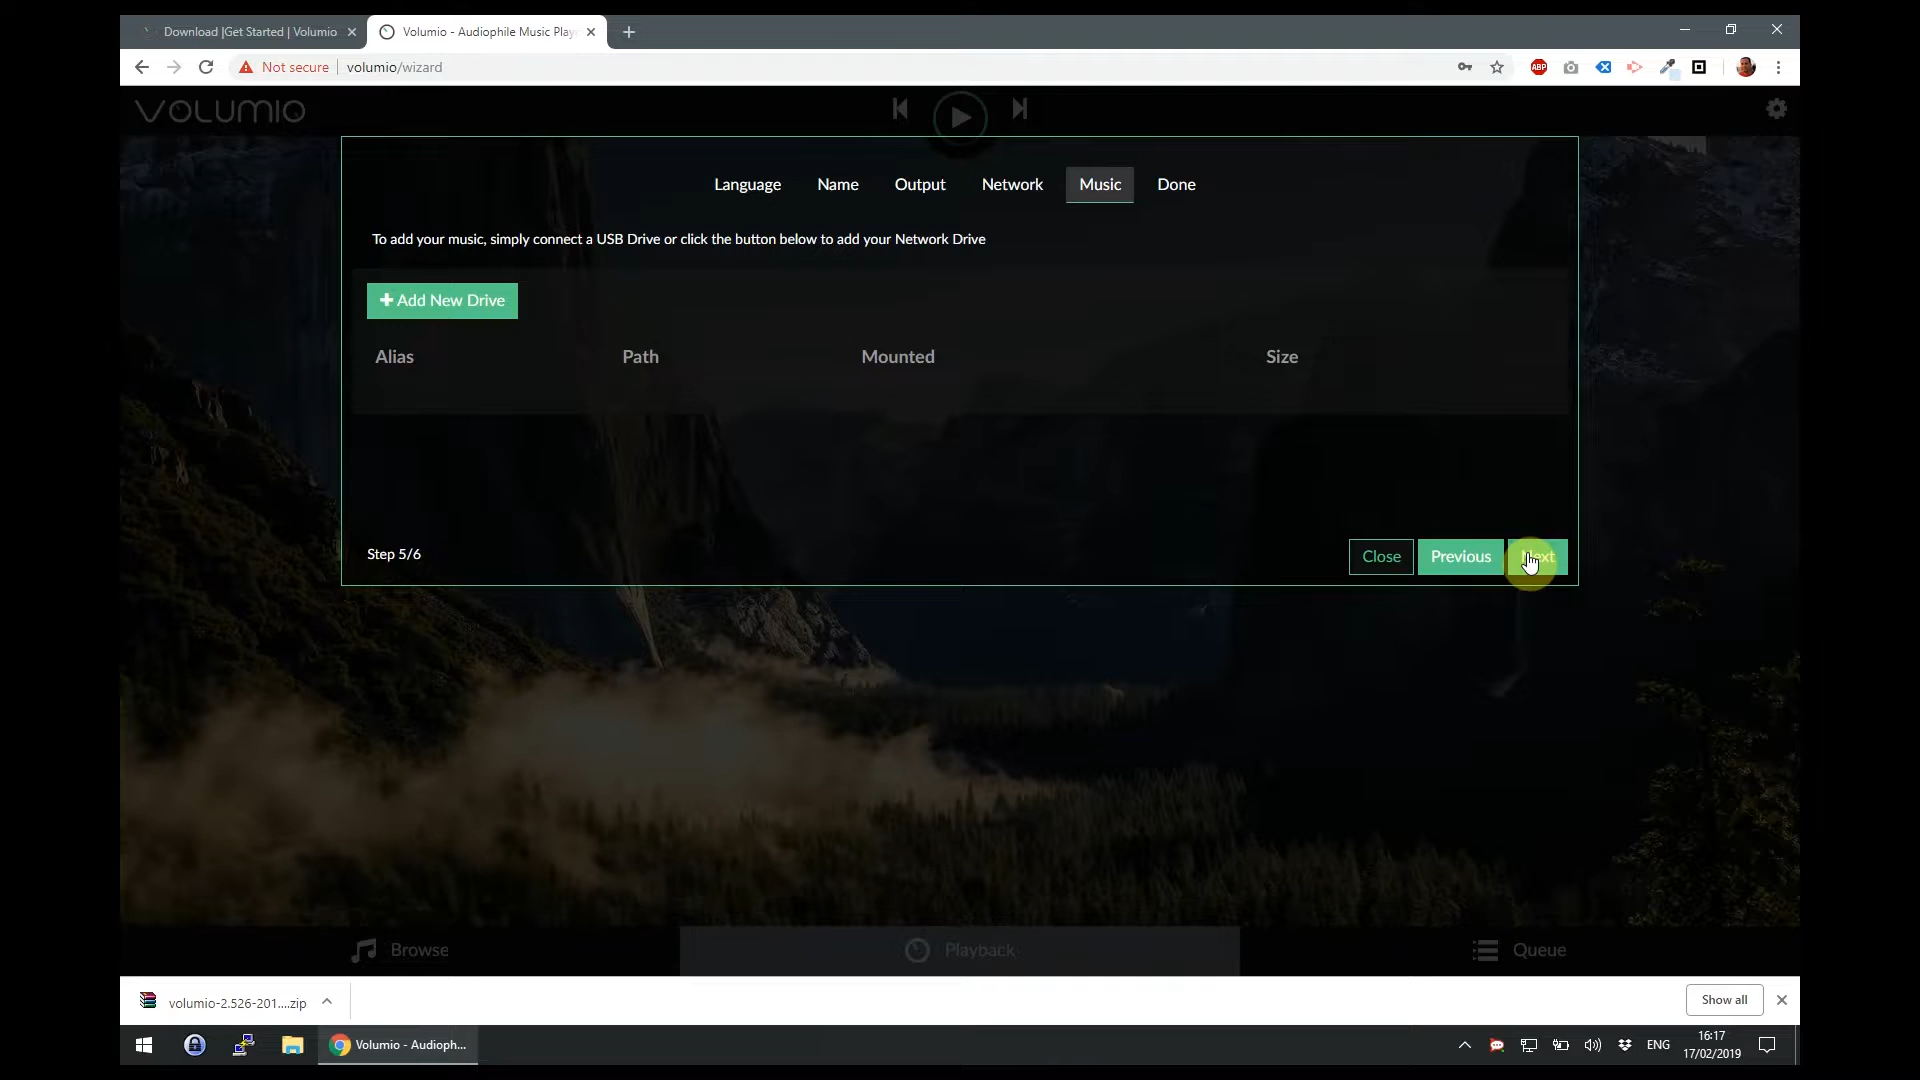 Download |Get Started | Volumio
Volumio - Audiophile Music Play
Not secure
volumio/wizard
ABP
VOLUMIO
Language
Name
Output
Network
Music
Done
To add your music, simply connect a USB Drive or click the button below to add your Network Drive
Add New Drive
Alias
Path
Mounted
Size
Step 5/6
Close
Previous
Next
Browse
Playback
Queue
volumio-2.526-201....zip
Show all
Volumio - Audioph...
ENG
16:17
17/02/2019